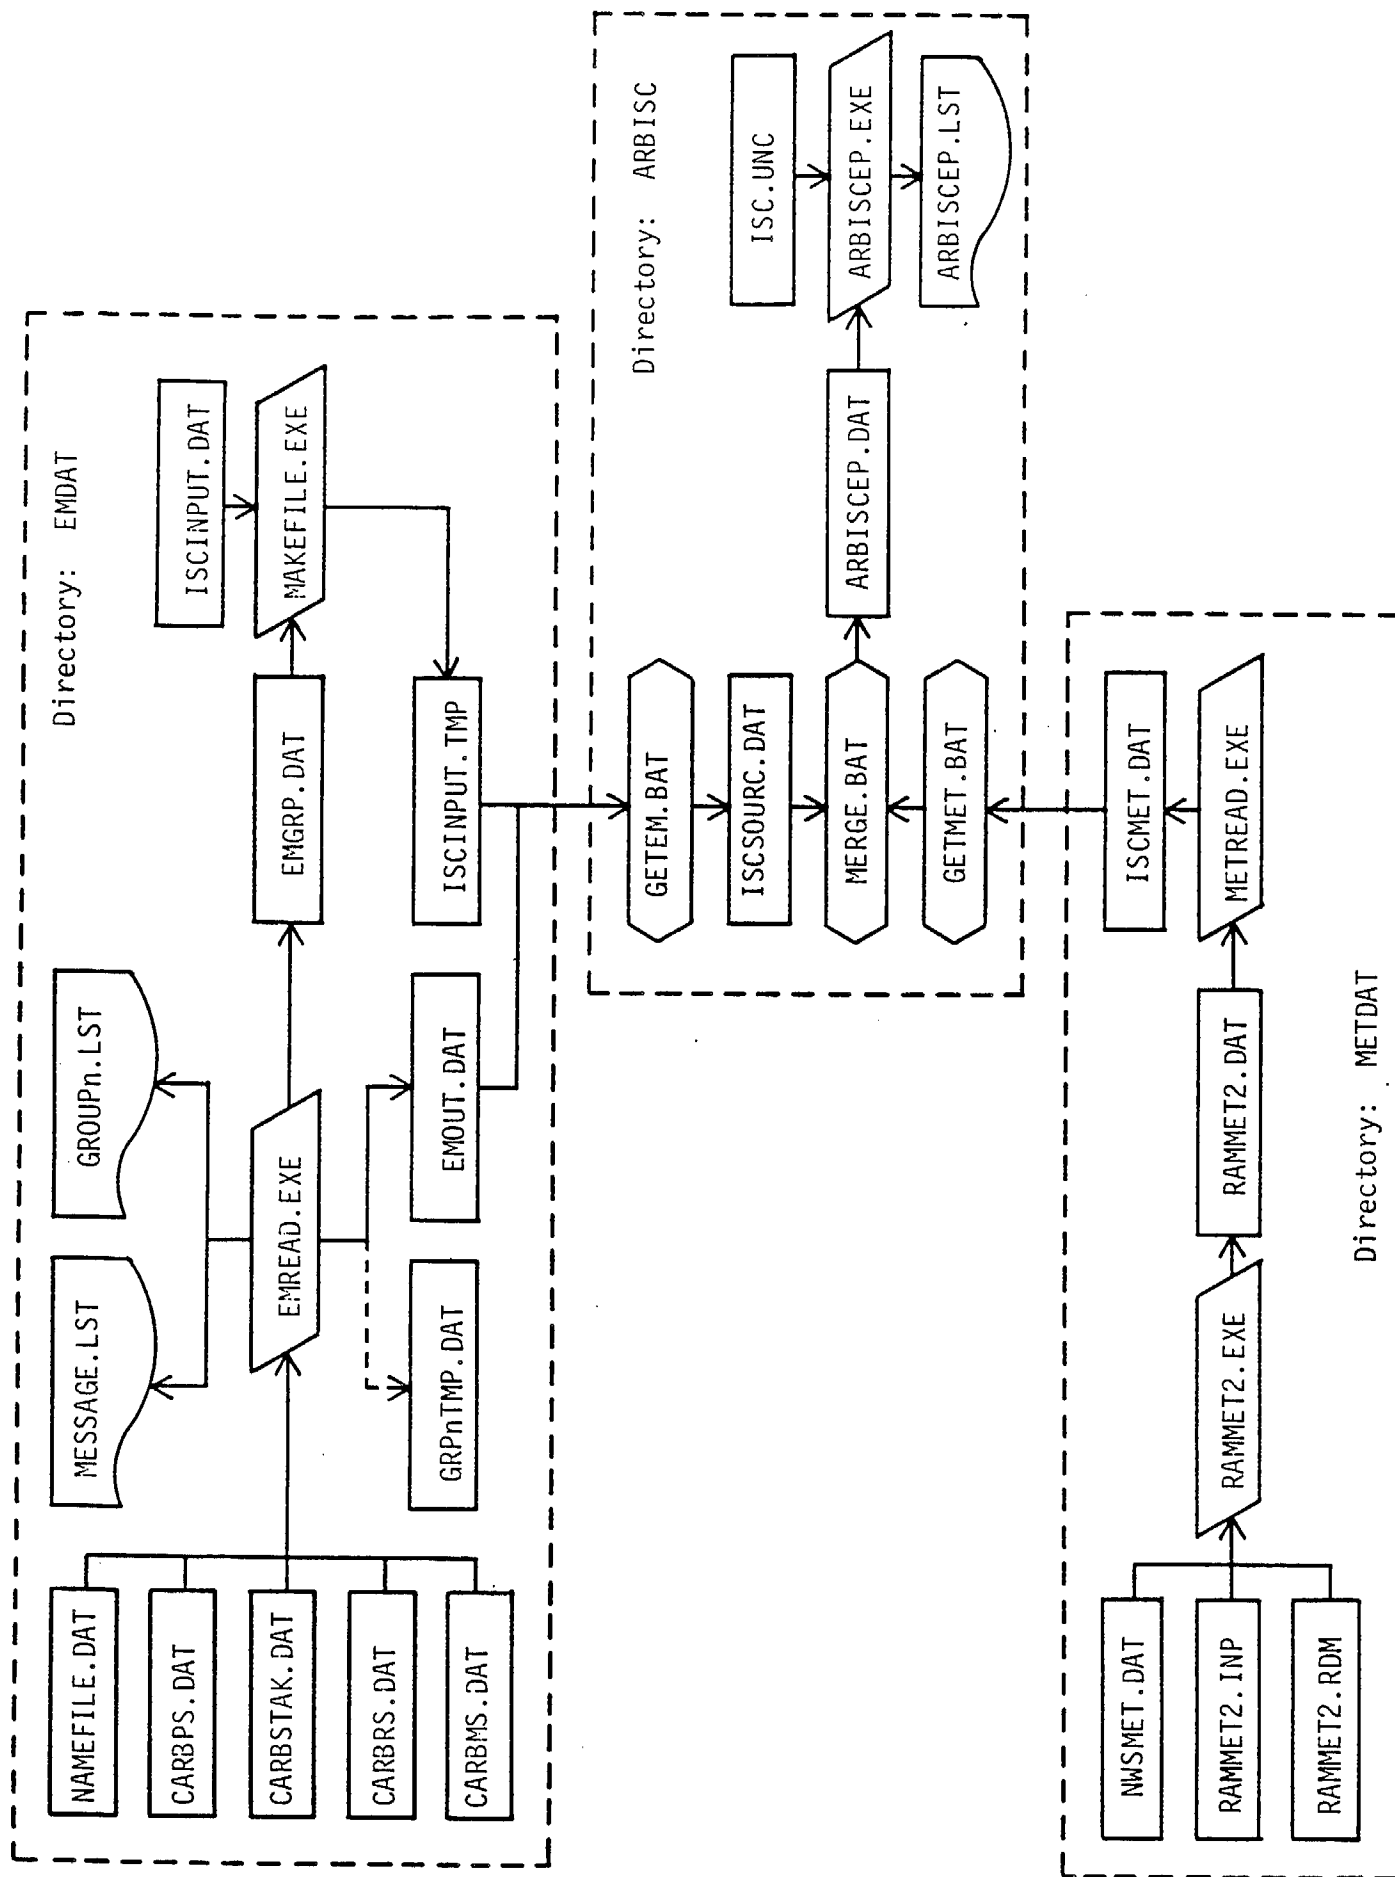 Directory: EMDAT
NAMEFILE.DAT
CARBPS.DAT
CARBSTAK.DAT
CARBRS.DAT
CARBMS.DAT
MESSAGE.LST
GROUPn.LST
EMREAD.EXE
GRPnTMP.DAT
EMOUT.DAT
EMGRP.DAT
ISCINPUT.DAT
MAKEFILE.EXE
ISCINPUT.TMP
Directory: ARBISC
GETEM.BAT
ISCSOURC.DAT
MERGE.BAT
GETMET.BAT
ARBISCEP.DAT
ISC.UNC
ARBISCEP.EXE
ARBISCEP.LST
NWSMET.DAT
RAMMET2.INP
RAMMET2.RDM
RAMMET2.EXE
RAMMET2.DAT
METREAD.EXE
ISCMET.DAT
Directory: METDAT